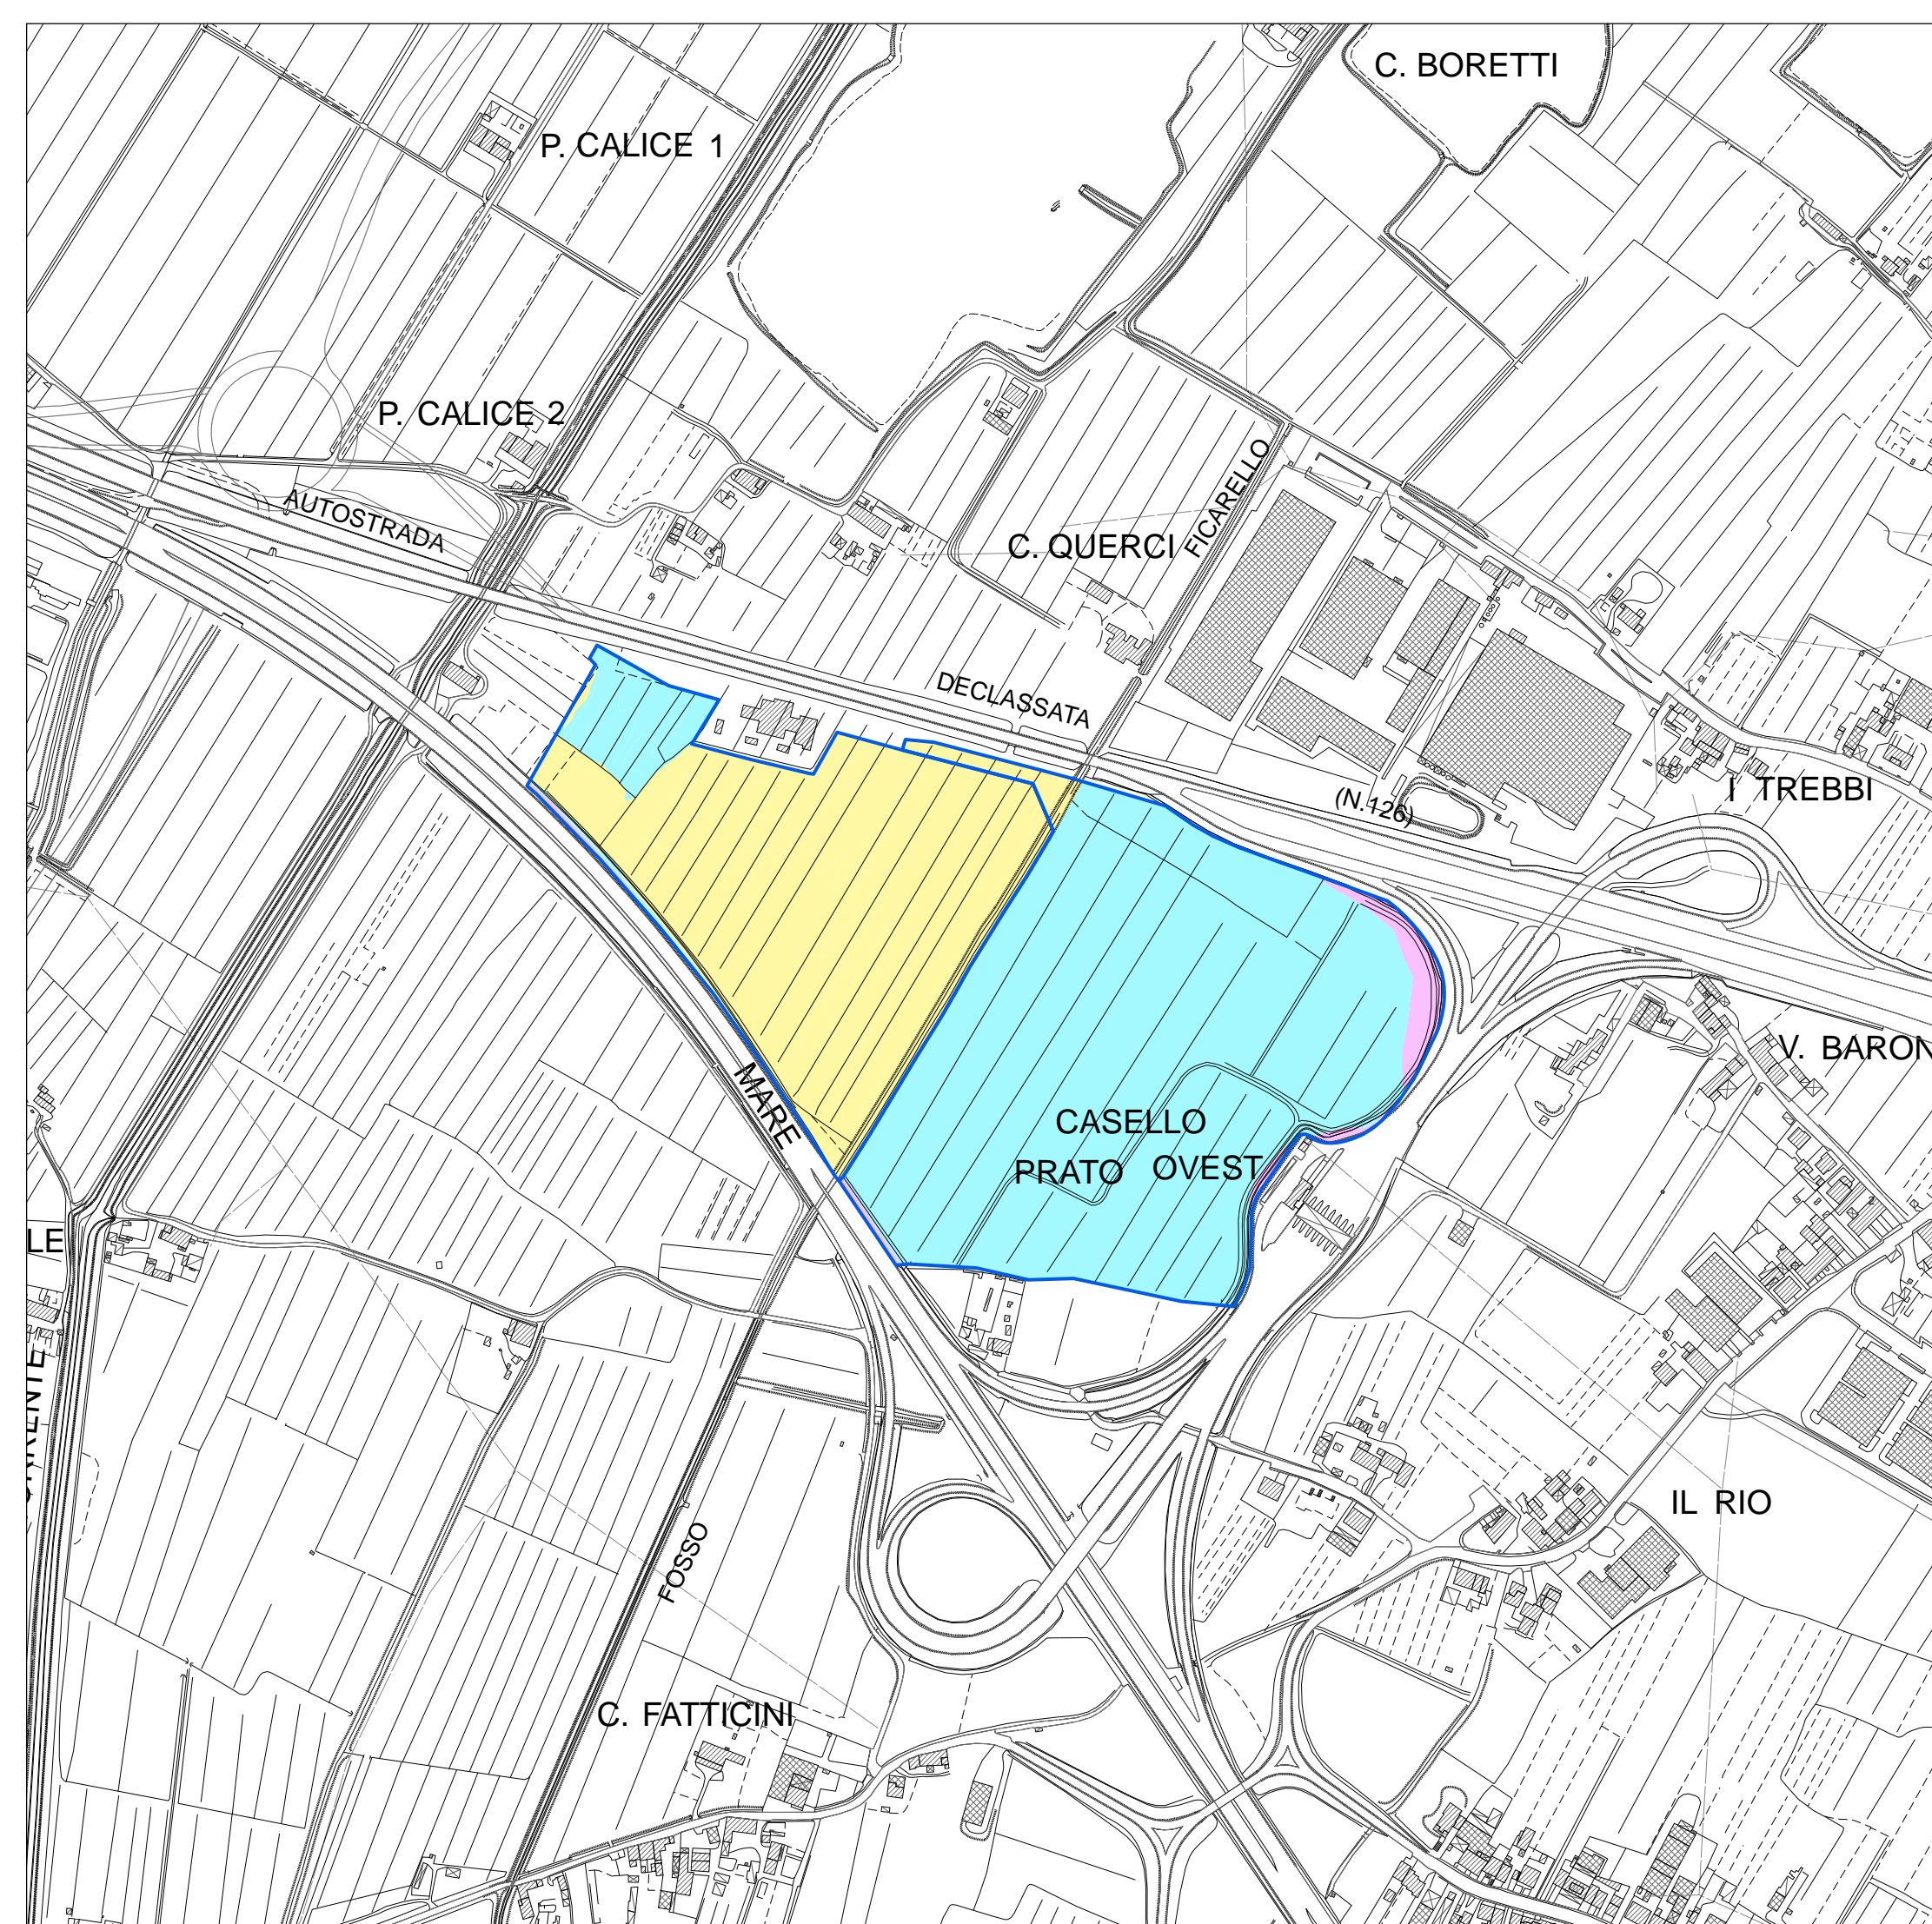 C. BORETTI
P. CALICE 1
P. CALICE 2
AUTOSTRADA
C. QUERCI
FICARELLO
DECLASSATA
(N.126)
I TREBBI
V. BARON
MARE
CASELLO
PRATO OVEST
LE
IL RIO
FOSSO
C. FATTICINI